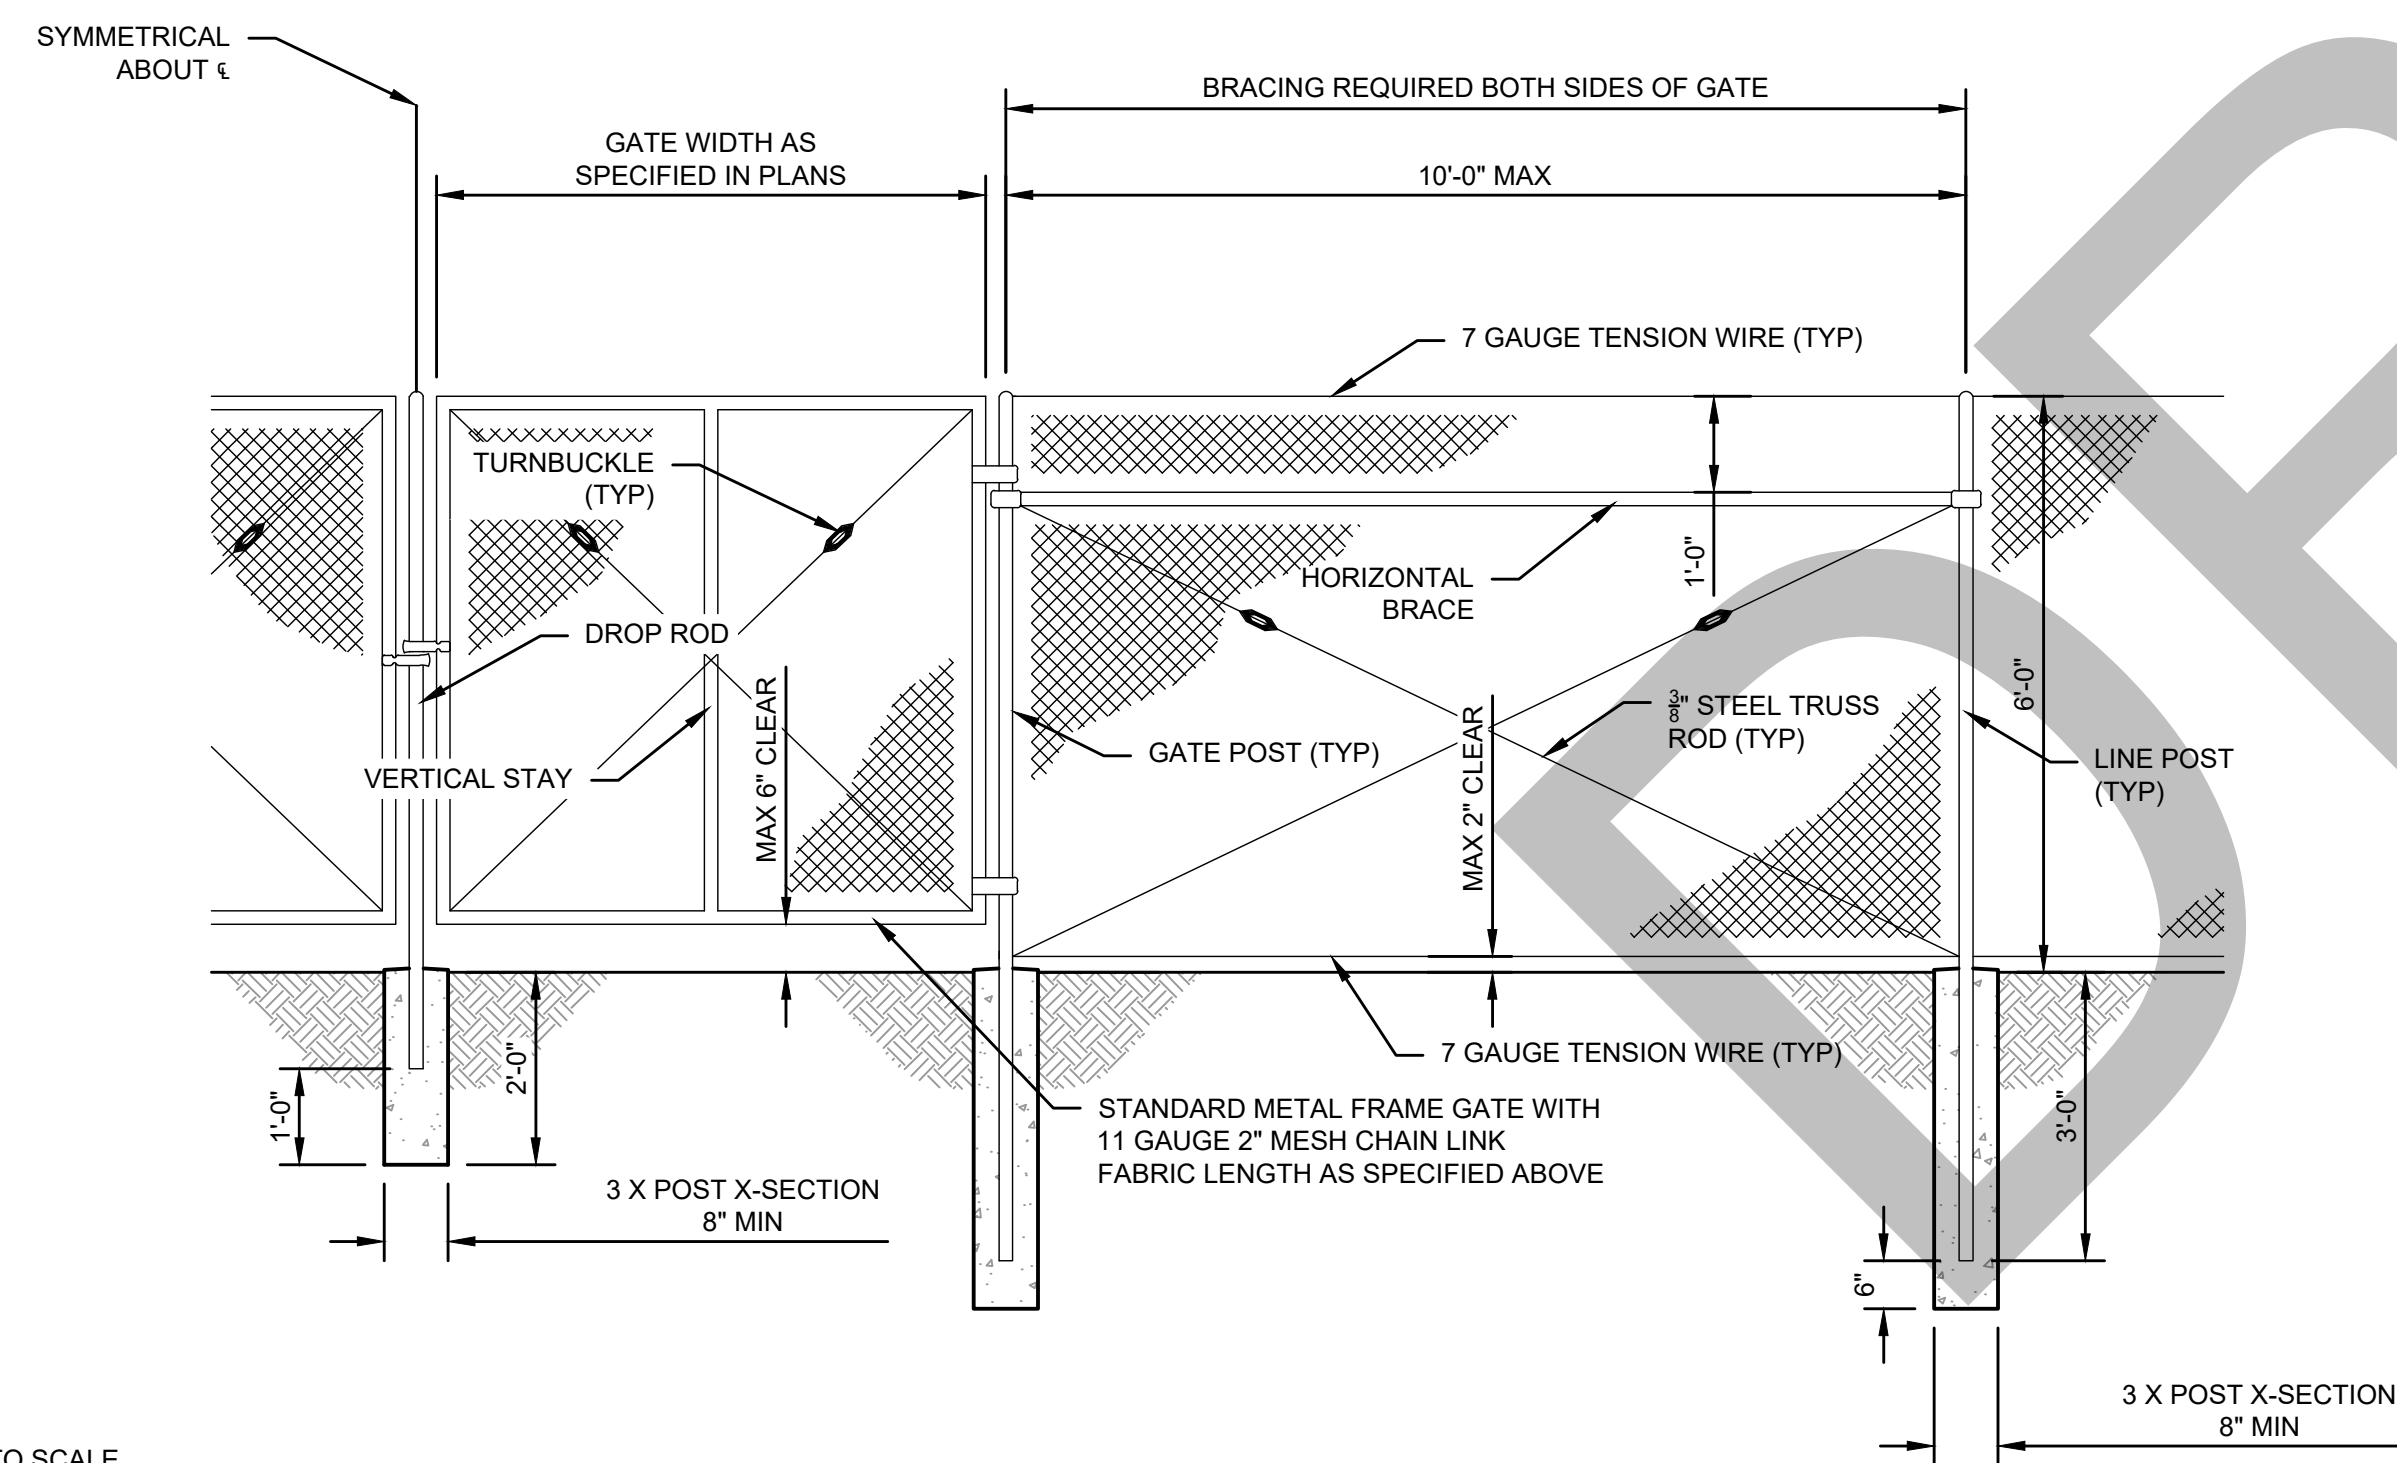 SYMMETRICAL
ABOUT ℄
BRACING REQUIRED BOTH SIDES OF GATE
GATE WIDTH AS
SPECIFIED IN PLANS
10'-0" MAX
7 GAUGE TENSION WIRE (TYP)
TURNBUCKLE
(TYP)
1'-0"
HORIZONTAL
BRACE
DROP ROD
6'-0"
3/8" STEEL TRUSS
ROD (TYP)
MAX 6" CLEAR
MAX 2" CLEAR
GATE POST (TYP)
LINE POST
(TYP)
VERTICAL STAY
7 GAUGE TENSION WIRE (TYP)
2'-0"
1'-0"
3'-0"
STANDARD METAL FRAME GATE WITH
11 GAUGE 2" MESH CHAIN LINK
FABRIC LENGTH AS SPECIFIED ABOVE
3 X POST X-SECTION
8" MIN
6"
3 X POST X-SECTION
8" MIN
TO SCALE